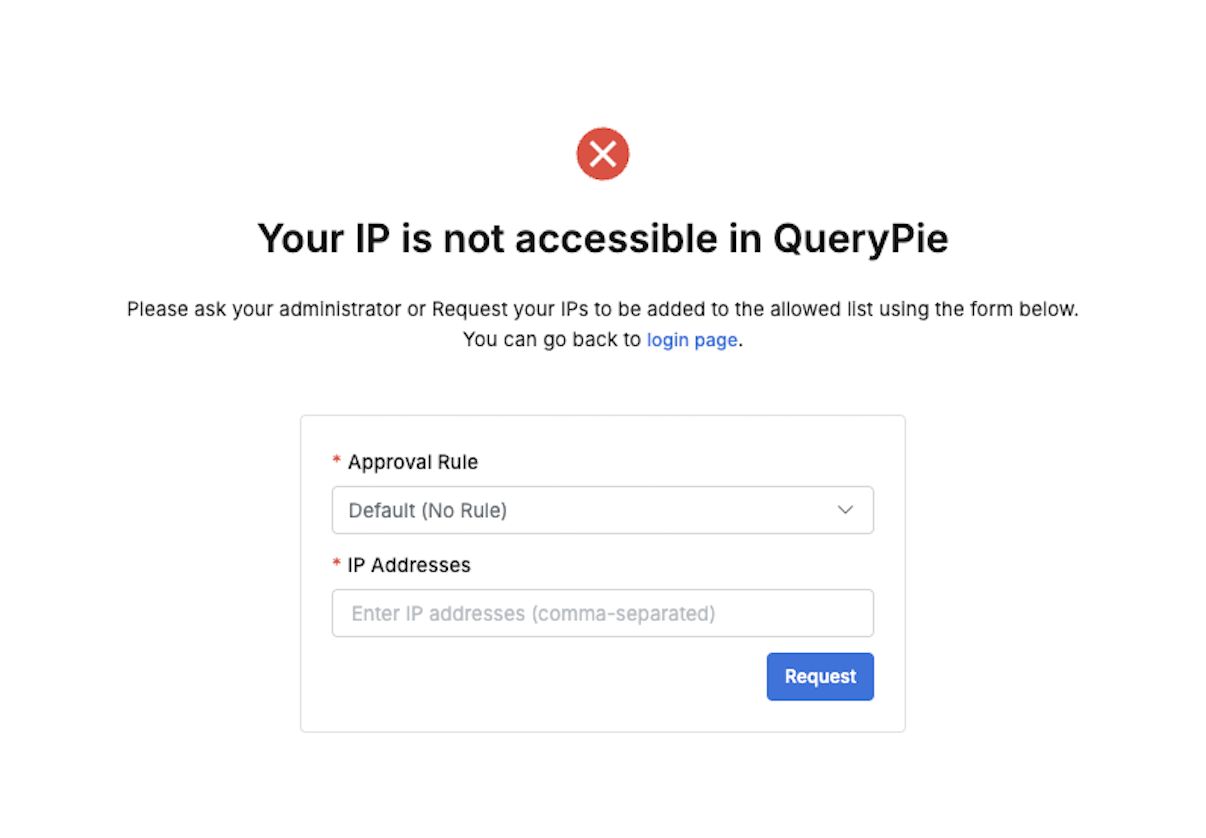 Your IP is not accessible in QueryPie
Please ask your administrator or Request your IPs to be added to the allowed list using the form below.
You can go back to login page.
* Approval Rule
Default (No Rule)
* IP Addresses
Enter IP addresses (comma-separated)
Request